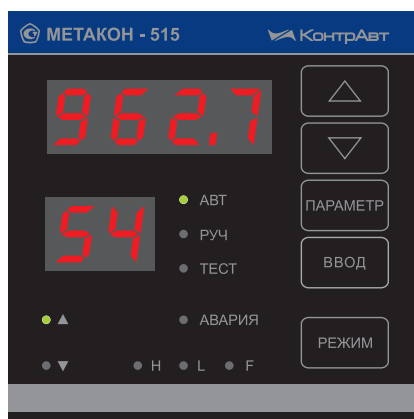 МЕТАКОН - 515 КонтрАвт
962.7
54
АВТ
РУЧ
ТЕСТ
АВАРИЯ
H L F
ПАРАМЕТР
ВВОД
РЕЖИМ